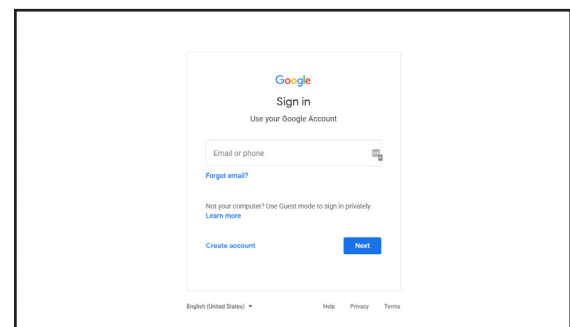 Google
Sign in
Use your Google Account
Email or phone
Forgot email?
Not your computer? Use Guest mode to sign in privately.
Learn more
Create account
Next
English (United States)
Help Privacy Terms